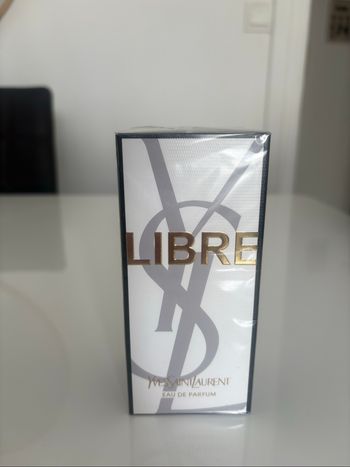 LIBRE
YVESSAINTLAURENT
EAU DE PARFUM